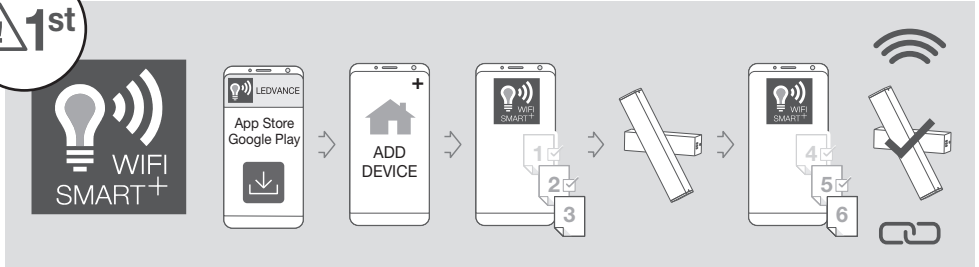 1st
WIFI
SMART+
LEDVANCE
App Store
Google Play
+
ADD
DEVICE
WIFI
SMART+
1
2
3
WIFI
SMART+
4
5
6